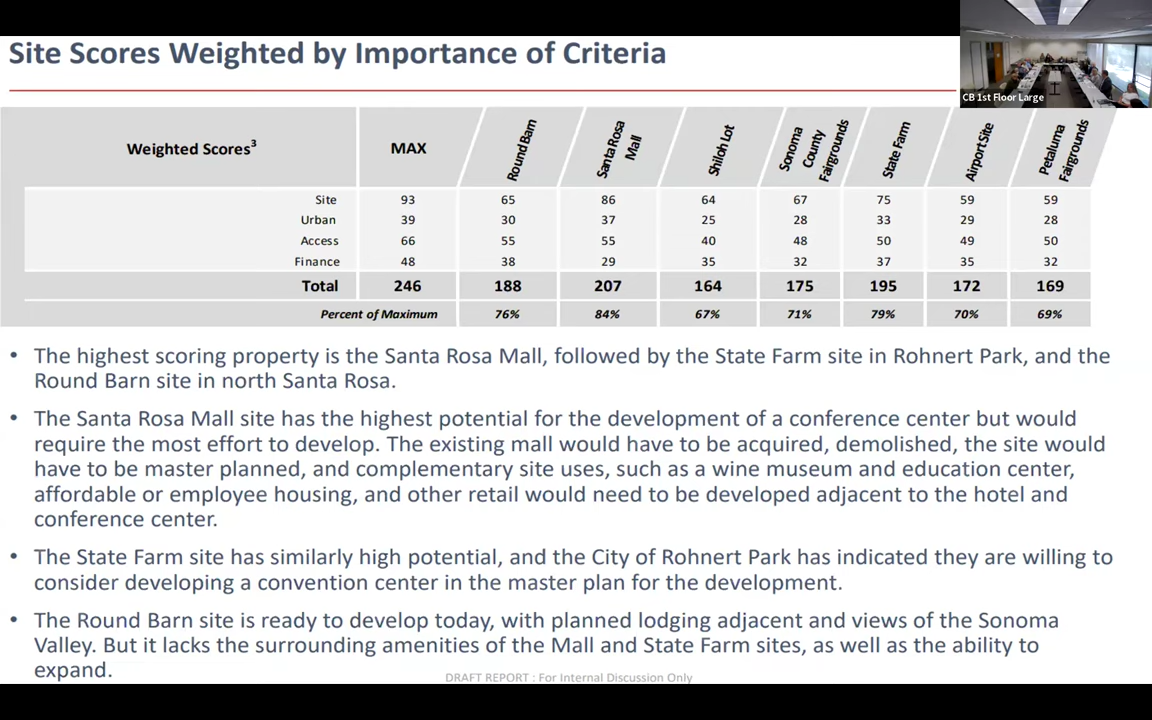 Site Scores Weighted by Importance of Criteria
CB 1st Floor Large
Weighted Scores³ MAX Round Barn Santa Rosa Mall Shiloh Lot Sonoma County Fairgrounds State Farm Airport Site Petaluma Fairgrounds
Site 93 65 86 64 67 75 59 59
Urban 39 30 37 25 28 33 29 28
Access 66 55 55 40 48 50 49 50
Finance 48 38 29 35 32 37 35 32
Total 246 188 207 164 175 195 172 169
Percent of Maximum 76% 84% 67% 71% 79% 70% 69%
• The highest scoring property is the Santa Rosa Mall, followed by the State Farm site in Rohnert Park, and the
Round Barn site in north Santa Rosa.
• The Santa Rosa Mall site has the highest potential for the development of a conference center but would
require the most effort to develop. The existing mall would have to be acquired, demolished, the site would
have to be master planned, and complementary site uses, such as a wine museum and education center,
affordable or employee housing, and other retail would need to be developed adjacent to the hotel and
conference center.
• The State Farm site has similarly high potential, and the City of Rohnert Park has indicated they are willing to
consider developing a convention center in the master plan for the development.
• The Round Barn site is ready to develop today, with planned lodging adjacent and views of the Sonoma
Valley. But it lacks the surrounding amenities of the Mall and State Farm sites, as well as the ability to
expand.
DRAFT REPORT : For Internal Discussion Only